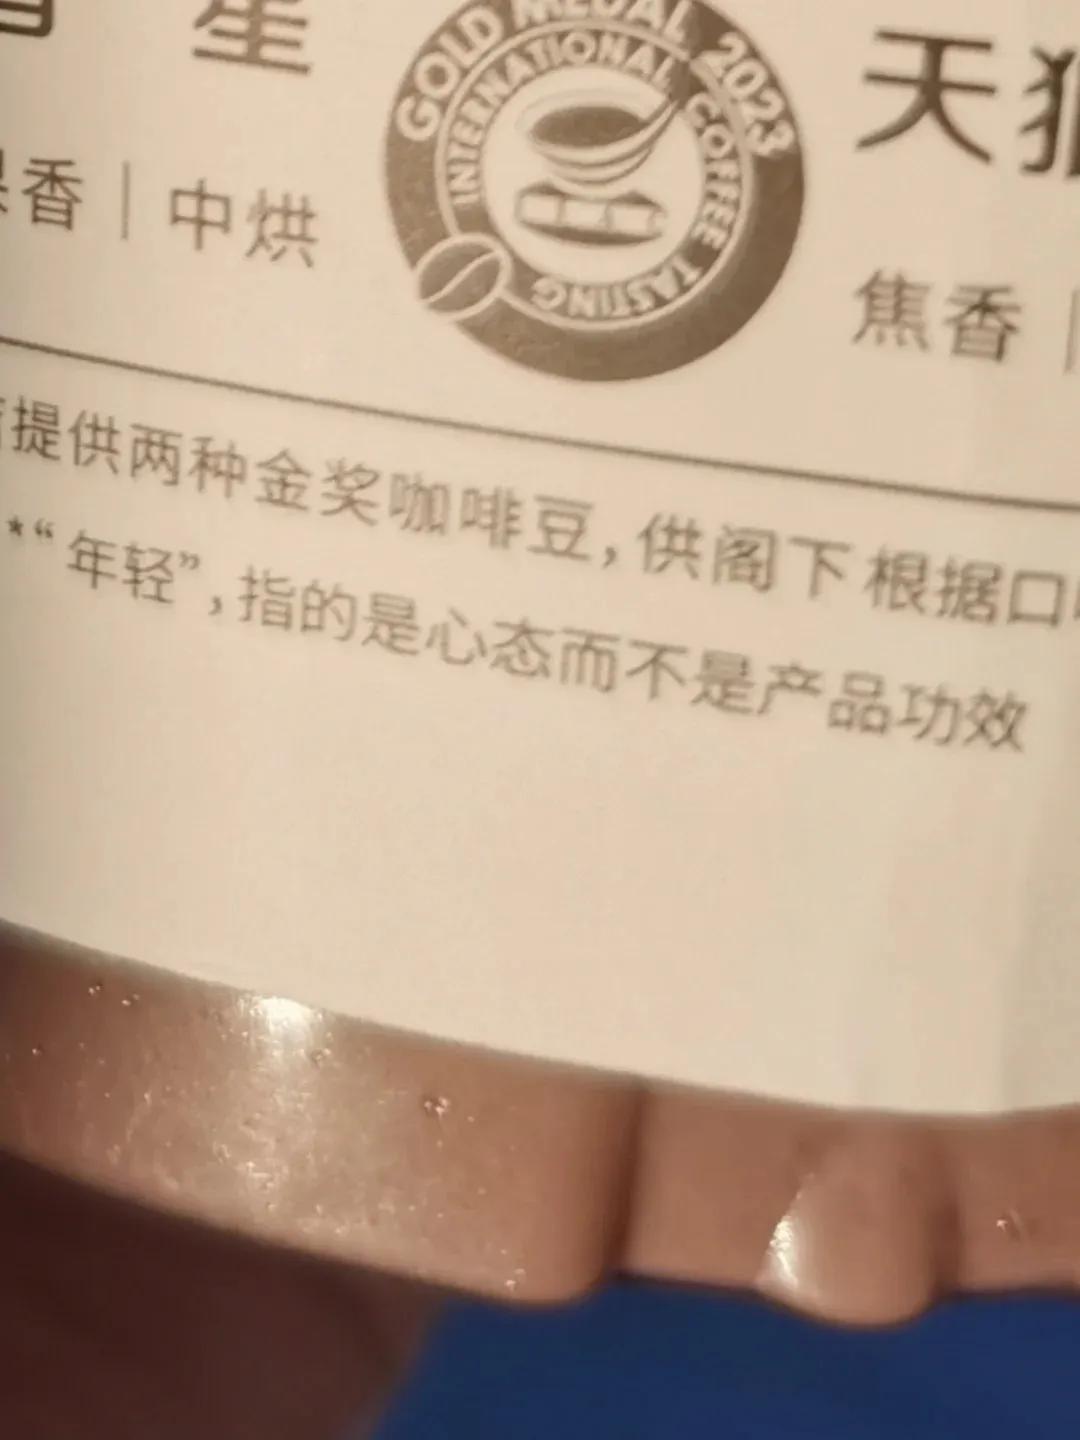 GOLD MEDAL 2023
INTERNATIONAL COFFEE TASTING
天
香 | 中烘
焦香 |
提供两种金奖咖啡豆,供阁下根据口
*“年轻”,指的是心态而不是产品功效